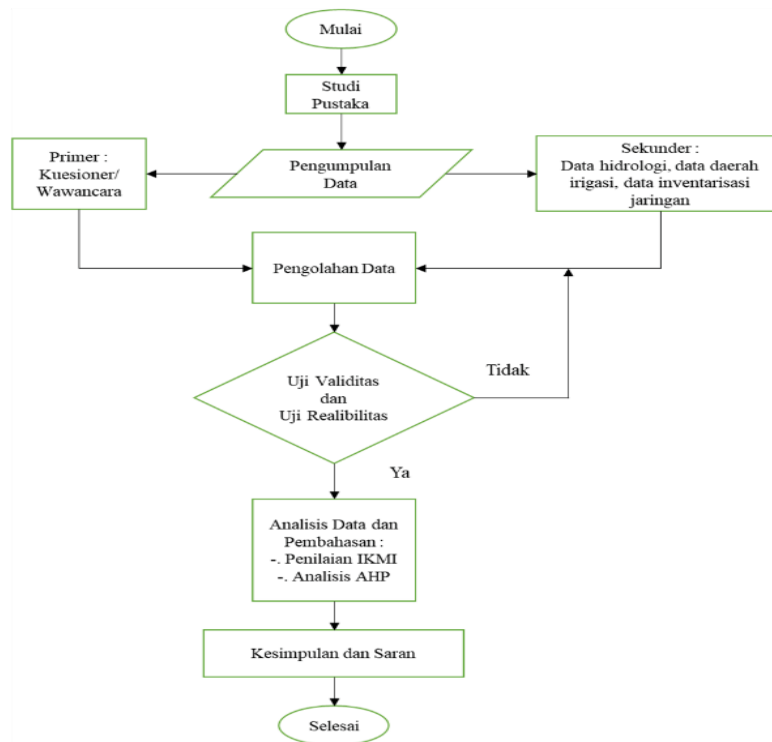 Mulai
Studi
Pustaka
Pengumpulan
Data
Primer :
Kuesioner/
Wawancara
Sekunder :
Data hidrologi, data daerah
irigasi, data inventarisasi
jaringan
Pengolahan Data
Uji Validitas
dan
Uji Realibilitas
Tidak
Ya
Analisis Data dan
Pembahasan :
-. Penilaian IKMI
-. Analisis AHP
Kesimpulan dan Saran
Selesai